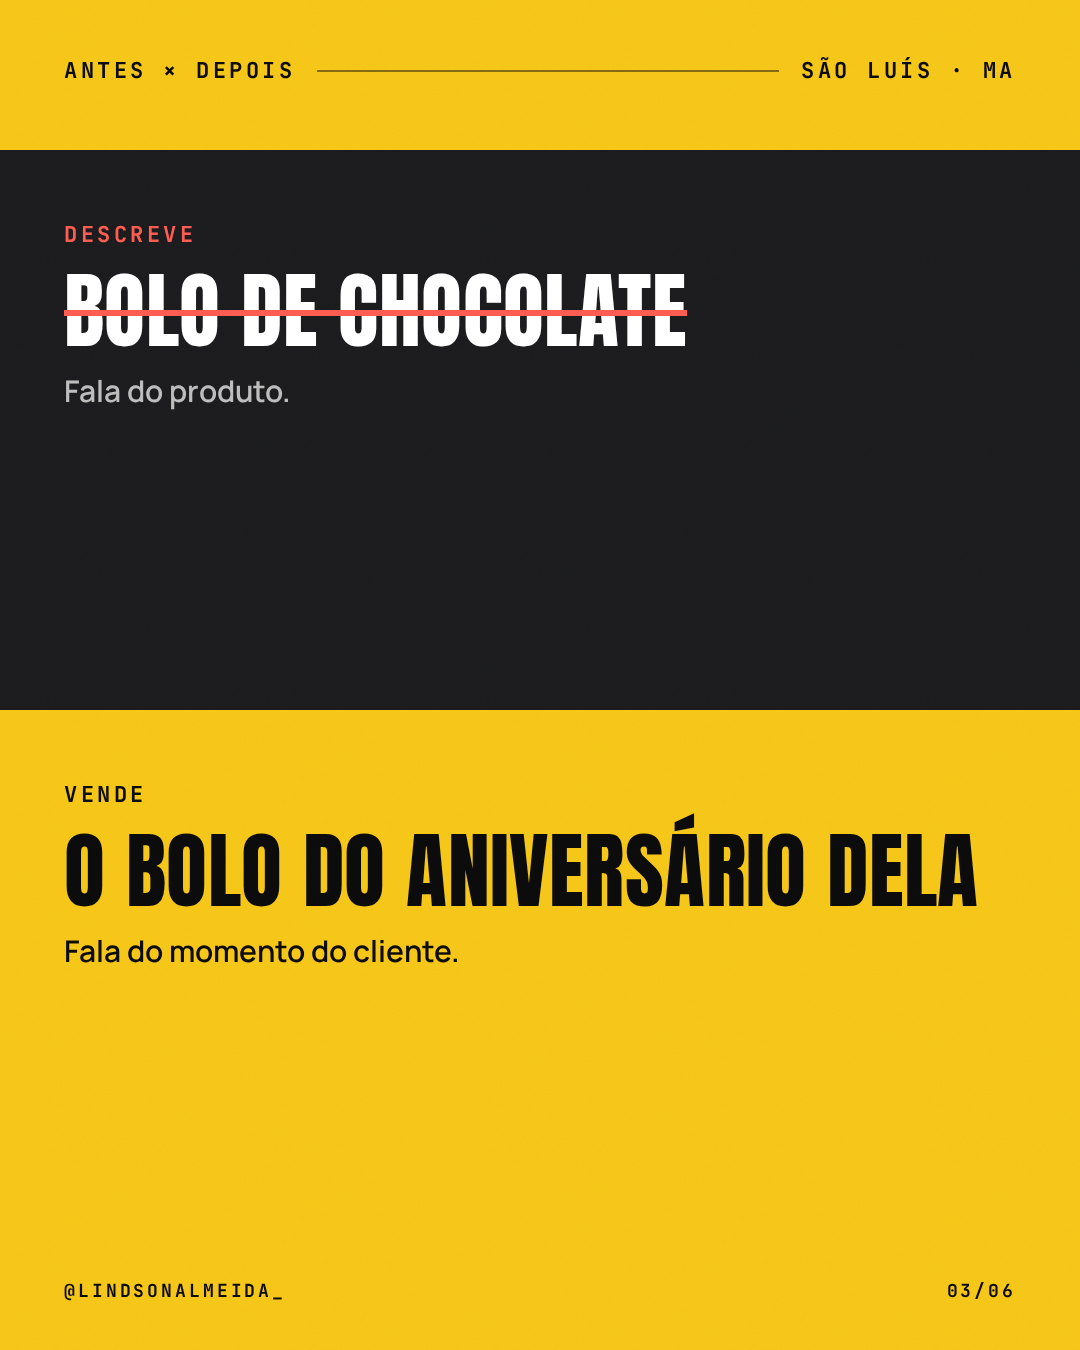 ANTES × DEPOIS
SÃO LUÍS · MA
DESCREVE
BOLO DE CHOCOLATE
Fala do produto.
VENDE
O BOLO DO ANIVERSÁRIO DELA
Fala do momento do cliente.
@LINDSONALMEIDA_
03/06